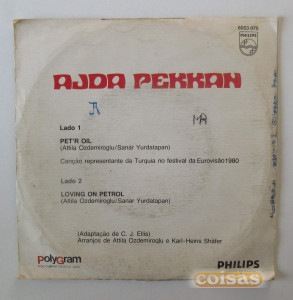 PHILIPS
AJDA PEKKAN
Lado 1
PET'R OIL
(Attila Ozdemiroglu/Sanar Yurdatapan)
Canção representante da Turquia no festival da Eurovisão 1980
Lado 2
LOVING ON PETROL
(Attila Ozdemiroglu/Sanar Yurdatapan)
(Adaptação de C. J. Ellis)
Arranjos de Attila Ozdemiroglu e Karl-Heins Shäfer
polyGram
PHILIPS
coisas